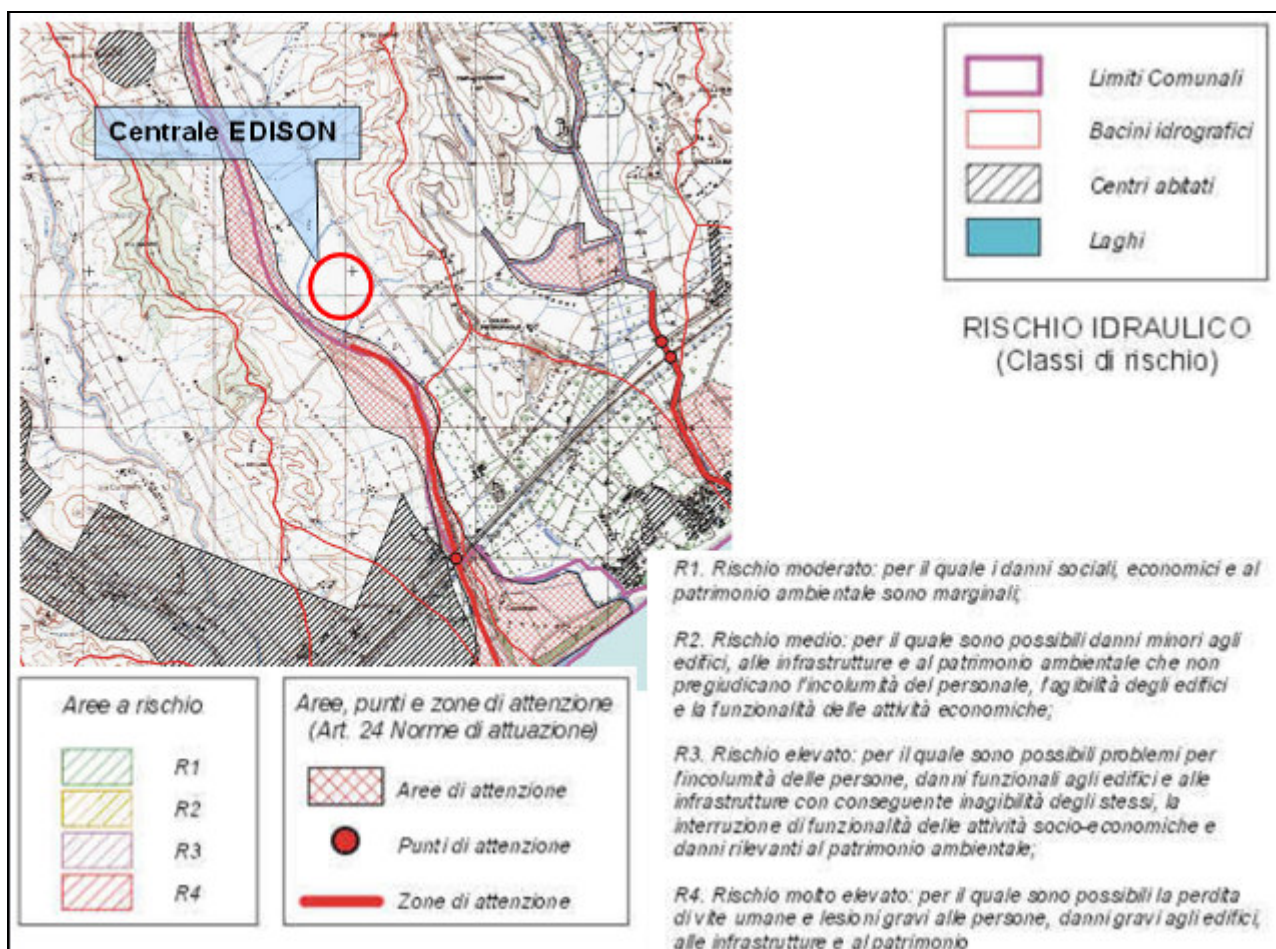 Centrale EDISON
Limiti Comunali
Bacini idrografici
Centri abitati
Laghi
RISCHIO IDRAULICO
(Classi di rischio)
R1. Rischio moderato: per il quale i danni sociali, economici e al
patrimonio ambientale sono marginali;
R2. Rischio medio: per il quale sono possibili danni minori agli
edifici, alle infrastrutture e al patrimonio ambientale che non
pregiudicano l'incolumità del personale, l'agibilità degli edifici
e la funzionalità delle attività economiche;
R3. Rischio elevato: per il quale sono possibili problemi per
l'incolumità delle persone, danni funzionali agli edifici e alle
infrastrutture con conseguente inagibilità degli stessi, la
interruzione di funzionalità delle attività socio-economiche e
danni rilevanti al patrimonio ambientale;
R4. Rischio molto elevato: per il quale sono possibili la perdita
di vite umane e lesioni gravi alle persone, danni gravi agli edifici,
alle infrastrutture e al patrimonio
Aree a rischio
R1
R2
R3
R4
Aree, punti e zone di attenzione
(Art. 24 Norme di attuazione)
Aree di attenzione
Punti di attenzione
Zone di attenzione